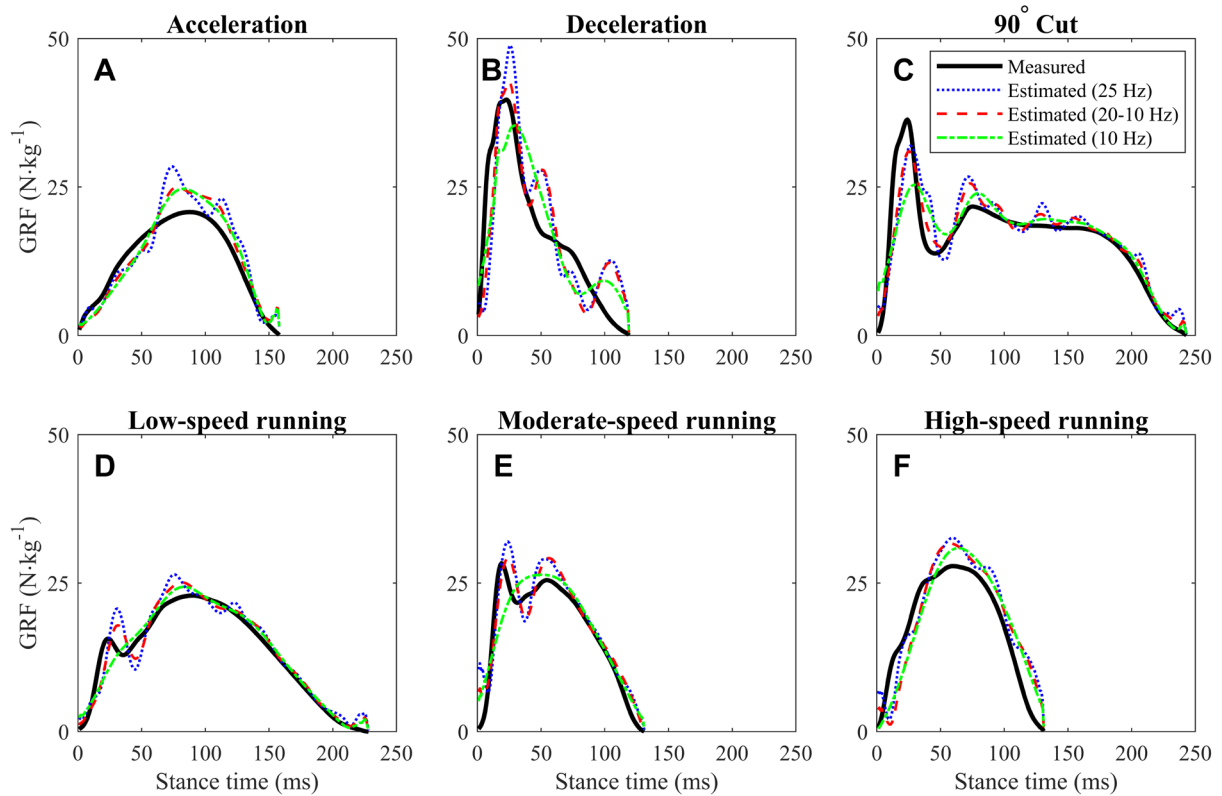 Acceleration
Deceleration
90° Cut
50
25
0
GRF (N·kg-1)
A
0 50 100 150 200 250
50
25
0
B
0 50 100 150 200 250
50
25
0
C
Measured
Estimated (25 Hz)
Estimated (20-10 Hz)
Estimated (10 Hz)
0 50 100 150 200 250
Low-speed running
Moderate-speed running
High-speed running
50
25
0
GRF (N·kg-1)
D
0 50 100 150 200 250
Stance time (ms)
50
25
0
E
0 50 100 150 200 250
Stance time (ms)
50
25
0
F
0 50 100 150 200 250
Stance time (ms)